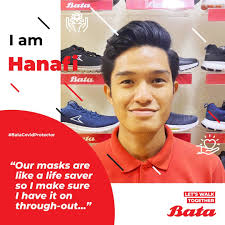 Bata
I am
Hanafi
#BataCovidProtector
“Our masks are
like a life saver
so I make sure
I have it on
through-out...”
LET'S WALK
TOGETHER
Bata